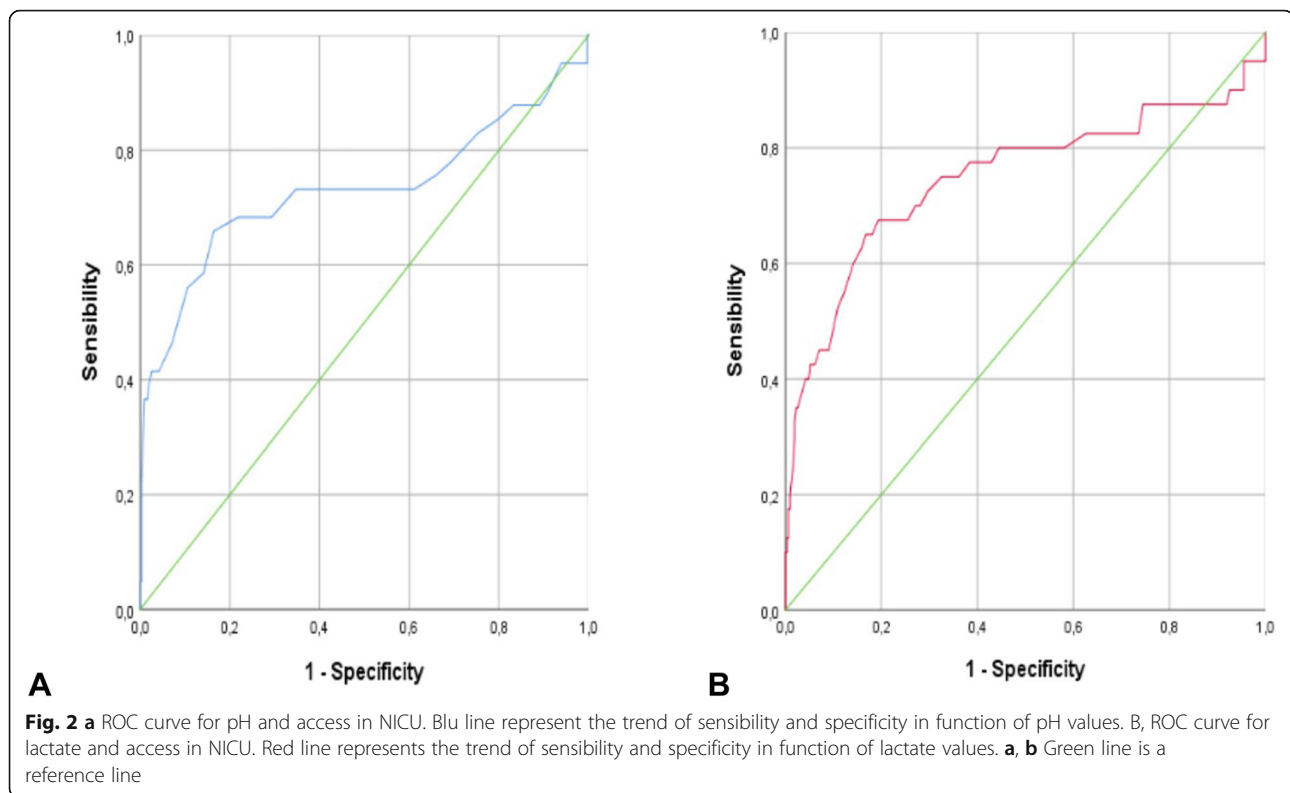 1,0
0,8
0,6
0,4
0,2
0,0
Sensibility
0,0 0,2 0,4 0,6 0,8 1,0
1 - Specificity
A
1,0
0,8
0,6
0,4
0,2
0,0
Sensibility
0,0 0,2 0,4 0,6 0,8 1,0
1 - Specificity
B
Fig. 2 a ROC curve for pH and access in NICU. Blu line represent the trend of sensibility and specificity in function of pH values. B, ROC curve for
lactate and access in NICU. Red line represents the trend of sensibility and specificity in function of lactate values. a, b Green line is a
reference line